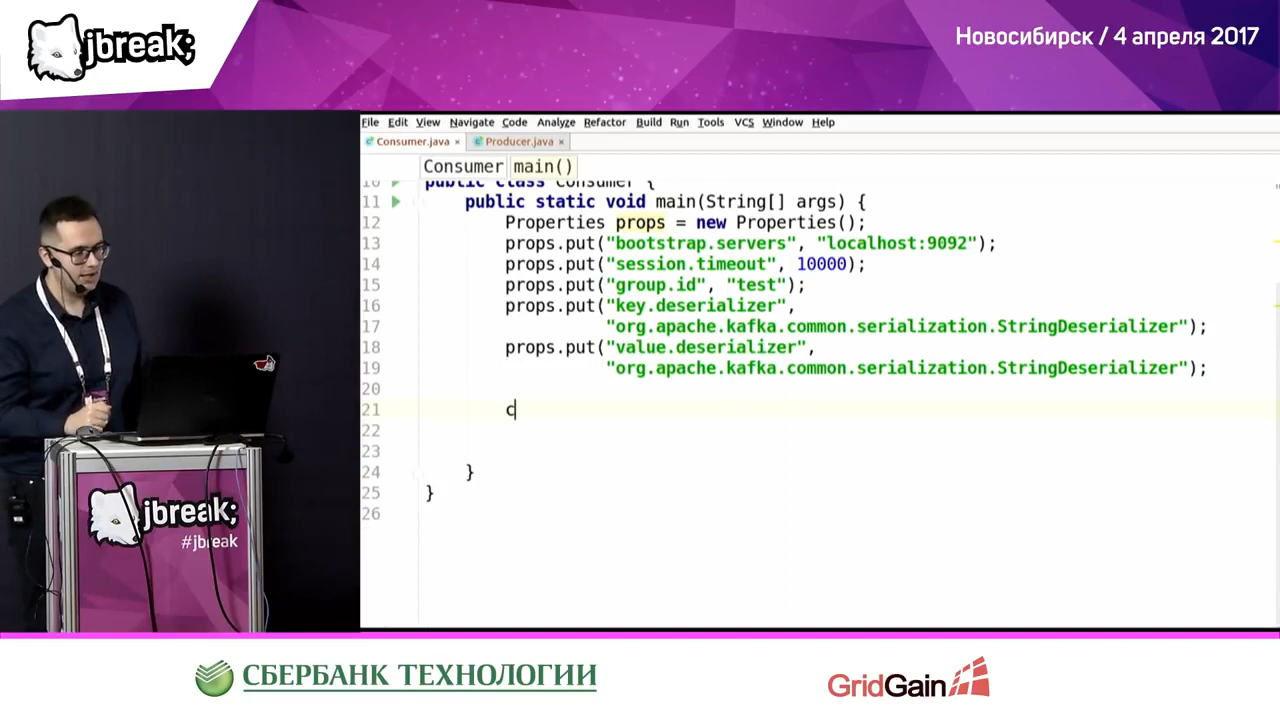 jbreak;
Новосибирск / 4 апреля 2017
File Edit View Navigate Code Analyze Refactor Build Run Tools VCS Window Help
Consumer.java × Producer.java ×
Consumer main()
10 public class Consumer {
11 public static void main(String[] args) {
12 Properties props = new Properties();
13 props.put("bootstrap.servers", "localhost:9092");
14 props.put("session.timeout", 10000);
15 props.put("group.id", "test");
16 props.put("key.deserializer",
17 "org.apache.kafka.common.serialization.StringDeserializer");
18 props.put("value.deserializer",
19 "org.apache.kafka.common.serialization.StringDeserializer");
20
21 c
22
23
24 }
25 }
26
jbreak;
#jbreak
СБЕРБАНК ТЕХНОЛОГИИ
GridGain